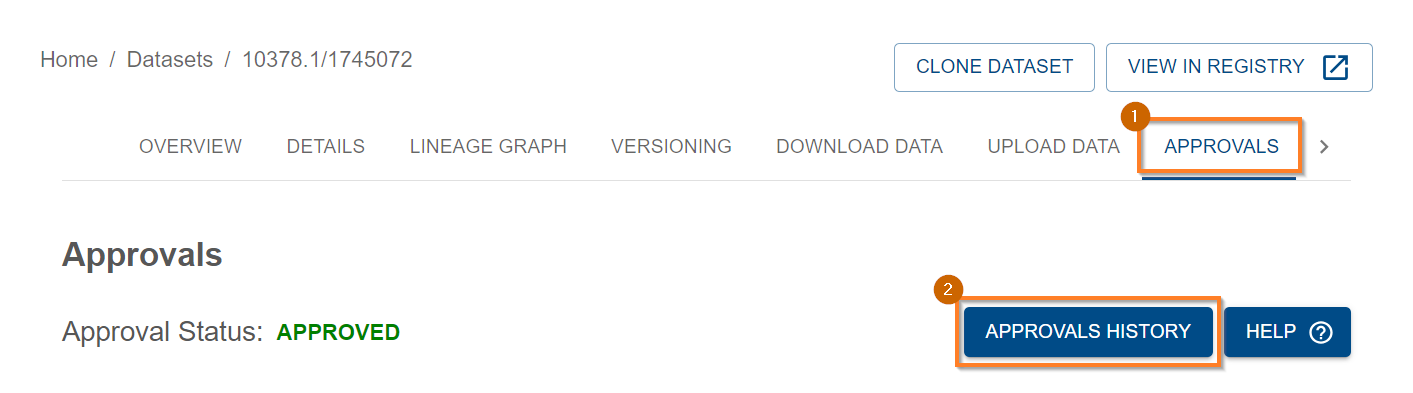 Home / Datasets / 10378.1/1745072
CLONE DATASET
VIEW IN REGISTRY
1
OVERVIEW DETAILS LINEAGE GRAPH VERSIONING DOWNLOAD DATA UPLOAD DATA APPROVALS
Approvals
2
Approval Status: APPROVED
APPROVALS HISTORY
HELP